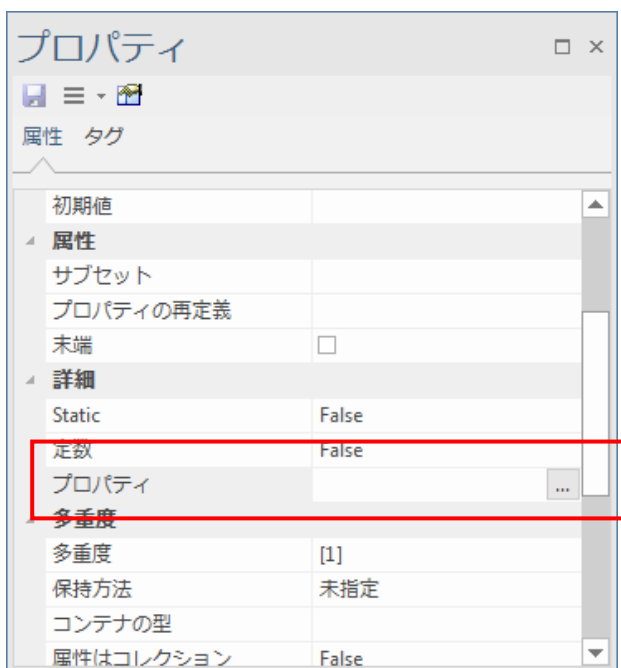 プロパティ
属性 タグ
初期値
属性
サブセット
プロパティの再定義
末端
詳細
Static False
定数 False
プロパティ ...
多重度
多重度 [1]
保持方法 未指定
コンテナの型
属性はコレクション False